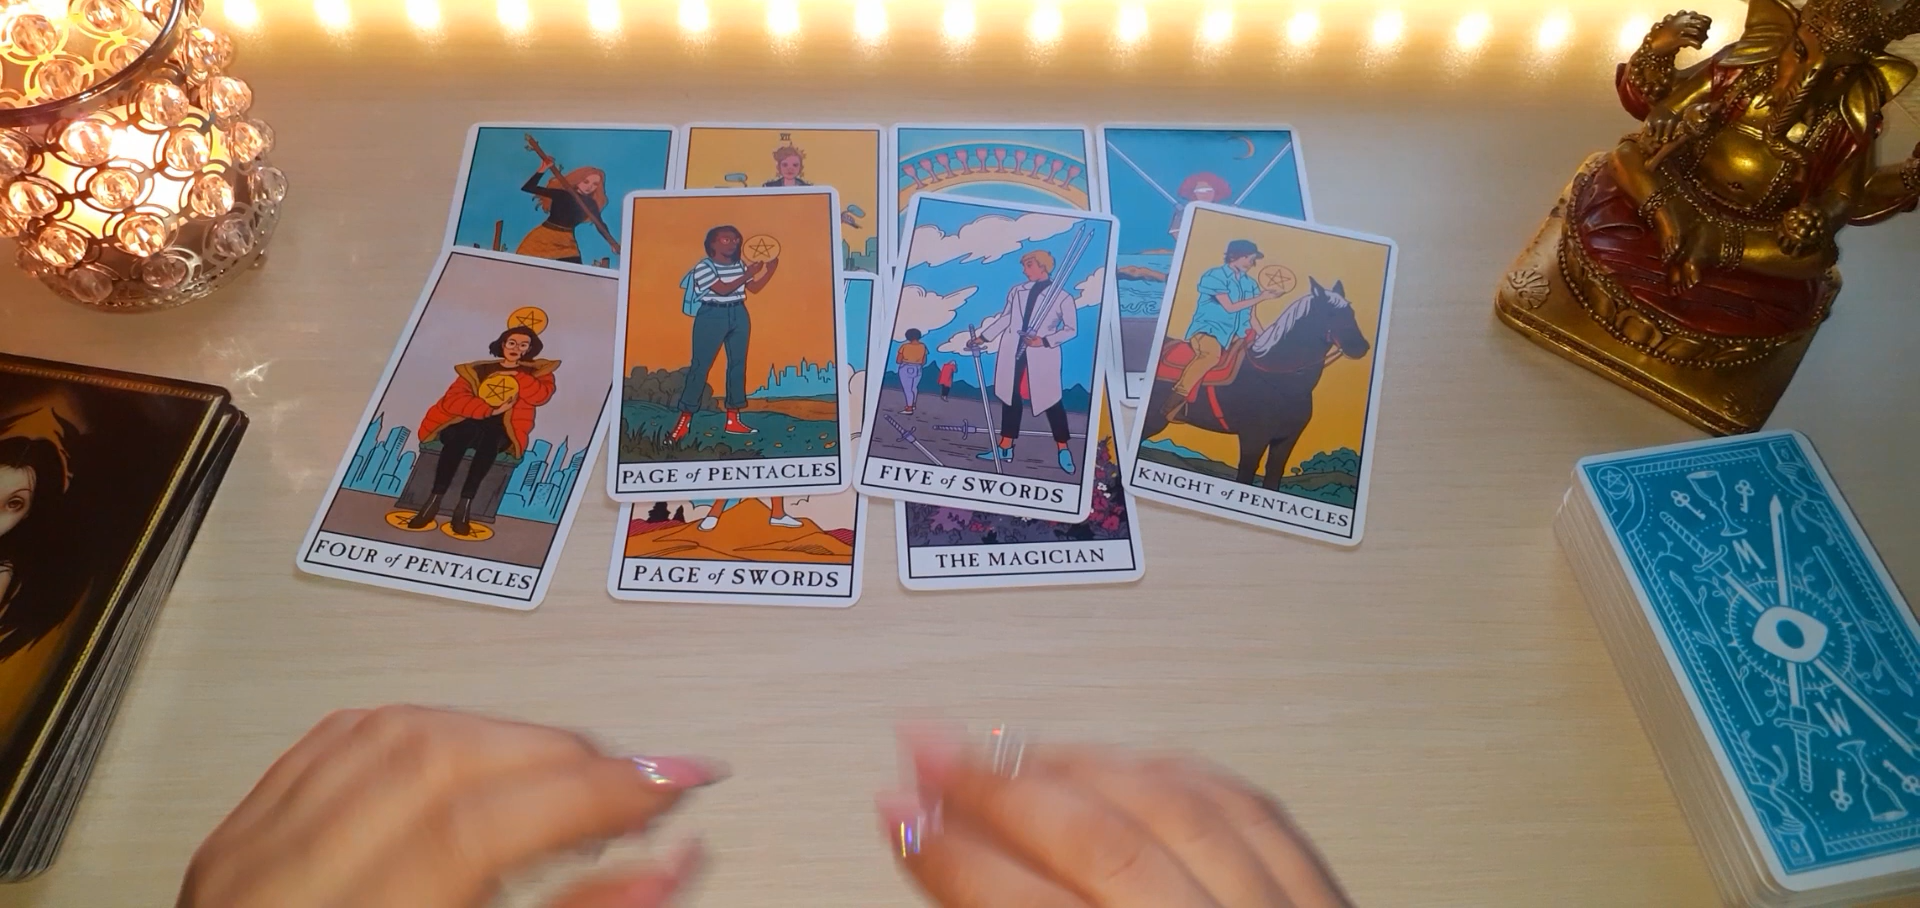 FOUR of PENTACLES
PAGE of PENTACLES
FIVE of SWORDS
KNIGHT of PENTACLES
PAGE of SWORDS
THE MAGICIAN
M
W